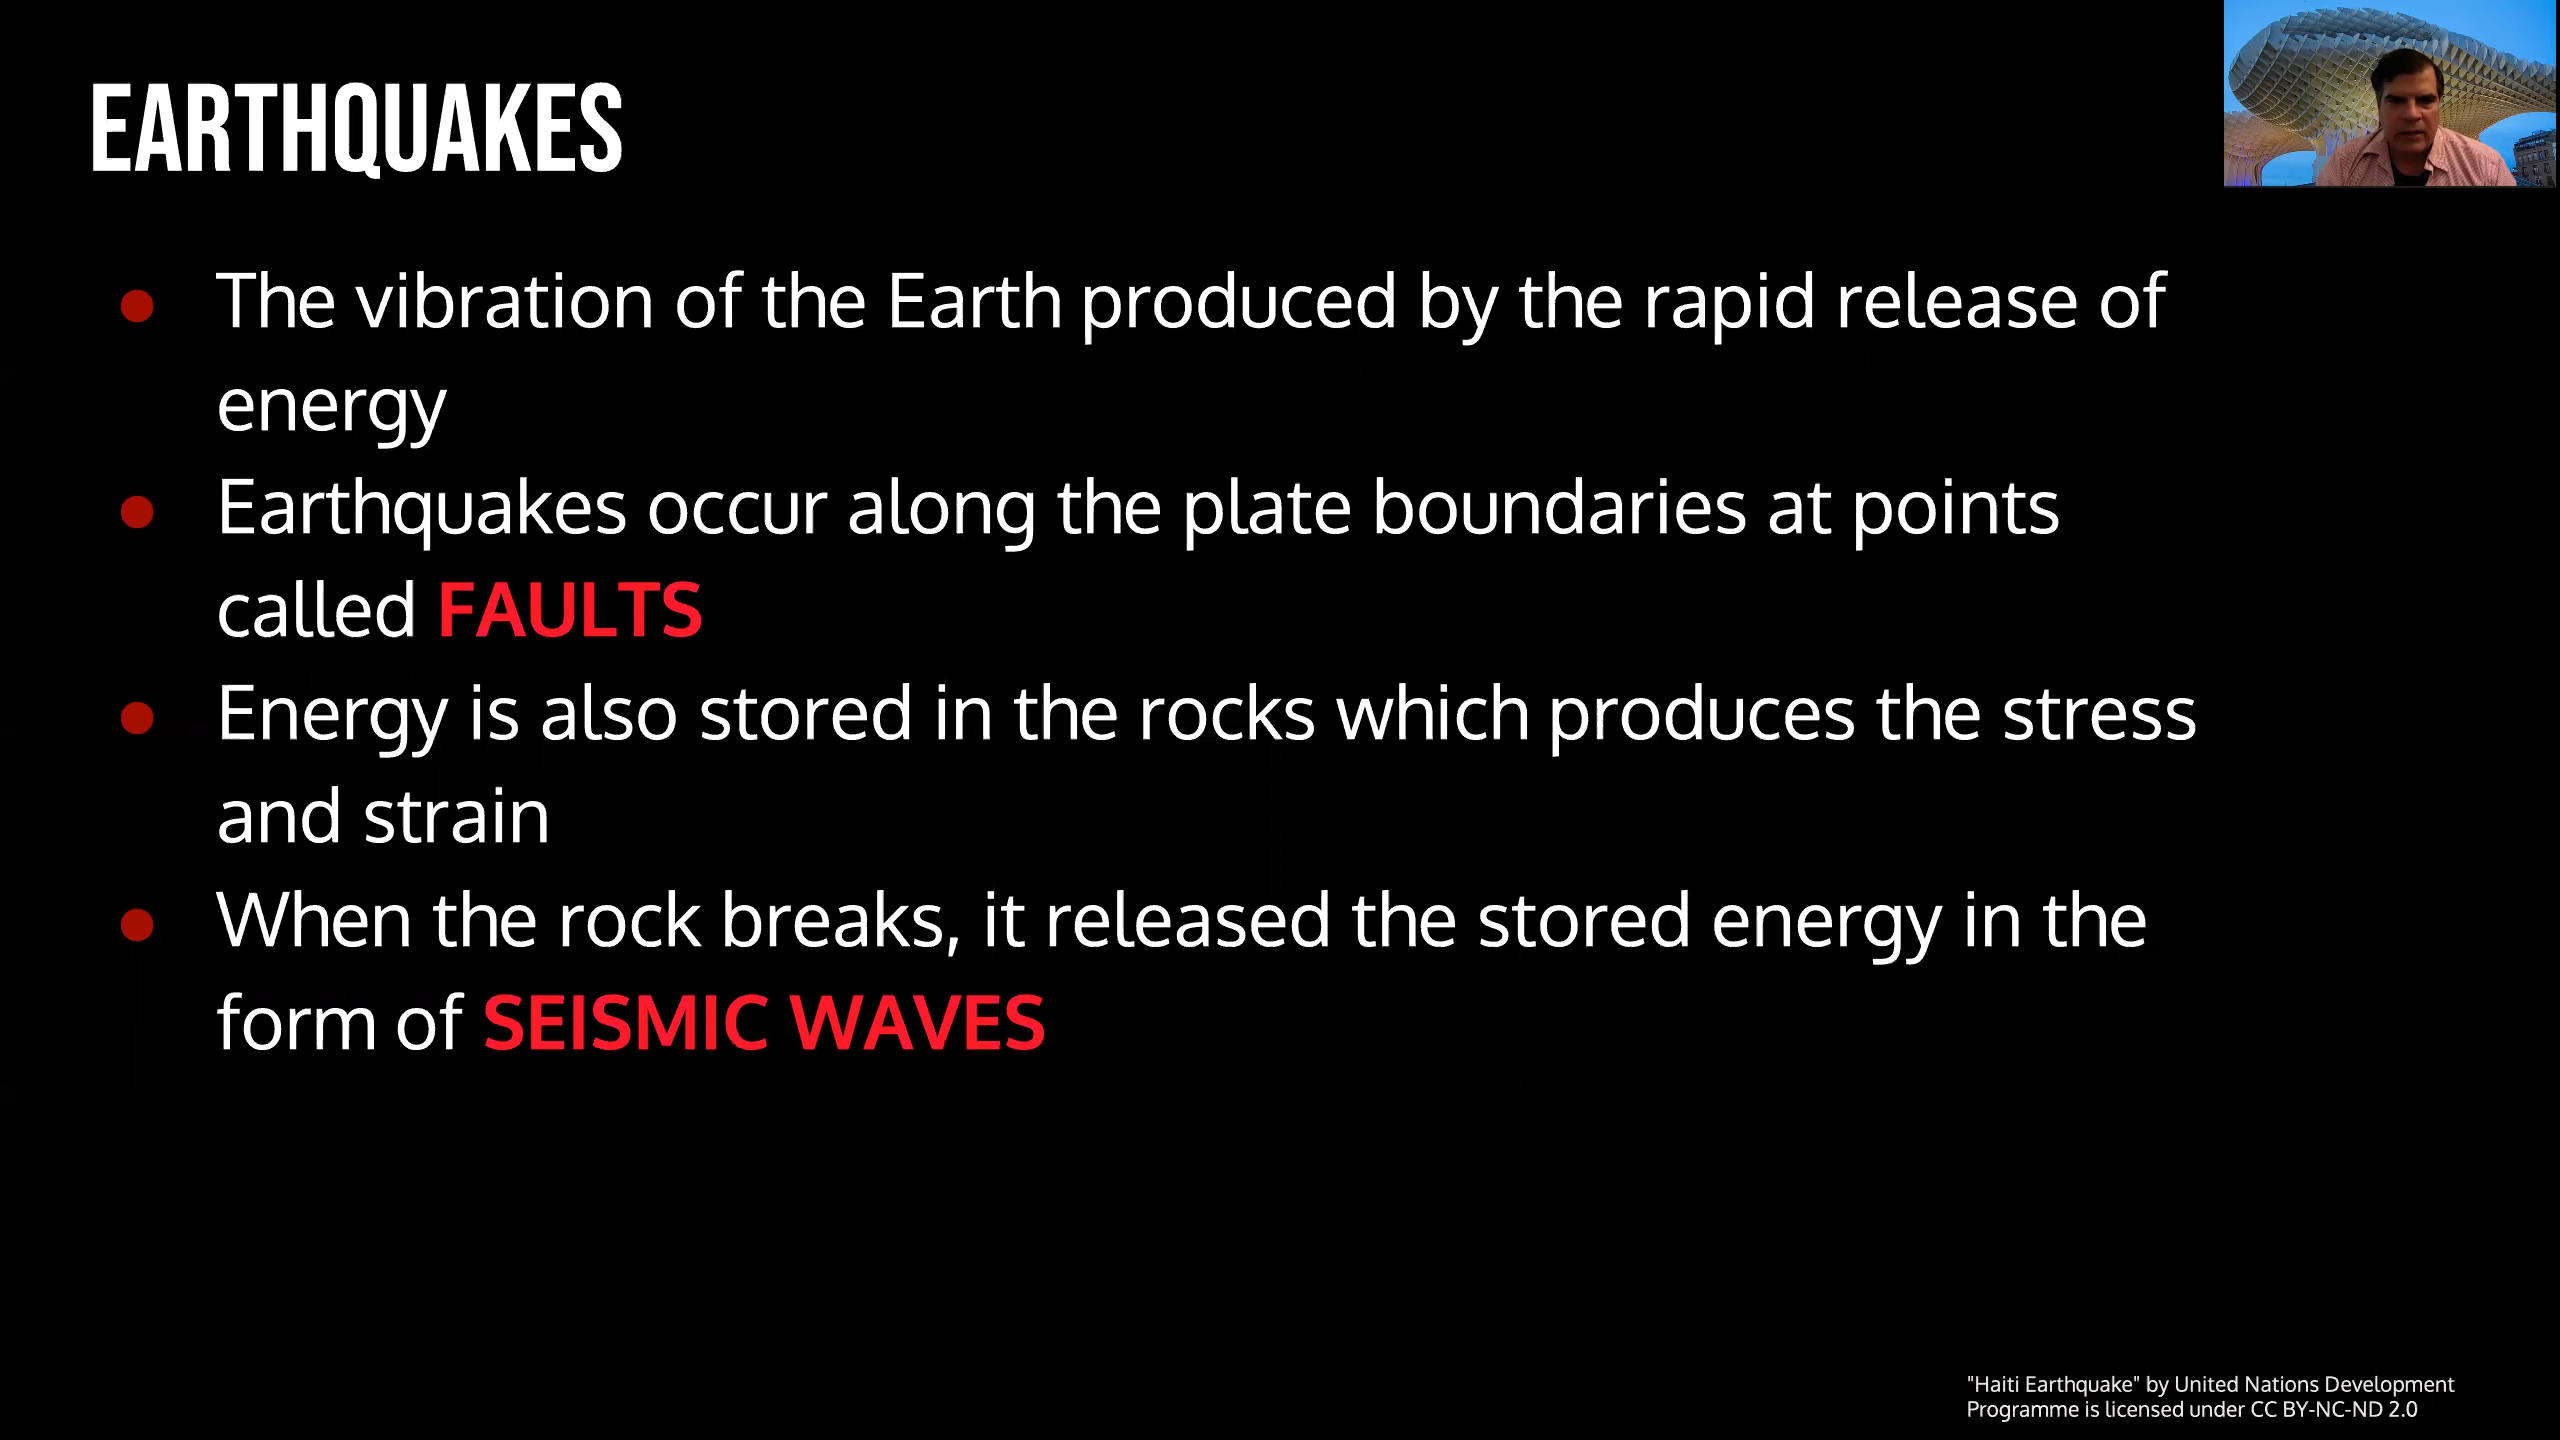 EARTHQUAKES
The vibration of the Earth produced by the rapid release of
energy
Earthquakes occur along the plate boundaries at points
called FAULTS
Energy is also stored in the rocks which produces the stress
and strain
When the rock breaks, it released the stored energy in the
form of SEISMIC WAVES
"Haiti Earthquake" by United Nations Development
Programme is licensed under CC BY-NC-ND 2.0